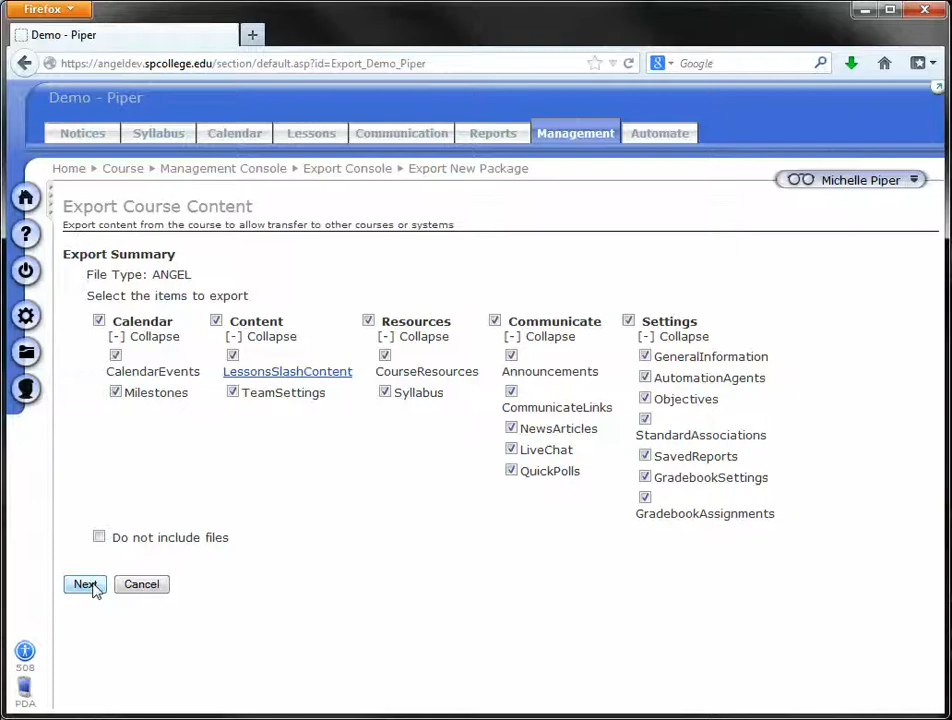 Firefox
Demo - Piper
https://angeldev.spcollege.edu/section/default.asp?id=Export_Demo_Piper
Google
Demo - Piper
Notices Syllabus Calendar Lessons Communication Reports Management Automate
Home Course Management Console Export Console Export New Package
Michelle Piper
Export Course Content
Export content from the course to allow transfer to other courses or systems
Export Summary
File Type: ANGEL
Select the items to export
Calendar
[-] Collapse
CalendarEvents
Milestones
Content
[-] Collapse
LessonsSlashContent
TeamSettings
Resources
[-] Collapse
CourseResources
Syllabus
Communicate
[-] Collapse
Announcements
CommunicateLinks
NewsArticles
LiveChat
QuickPolls
Settings
[-] Collapse
GeneralInformation
AutomationAgents
Objectives
StandardAssociations
SavedReports
GradebookSettings
GradebookAssignments
Do not include files
Next Cancel
508
PDA